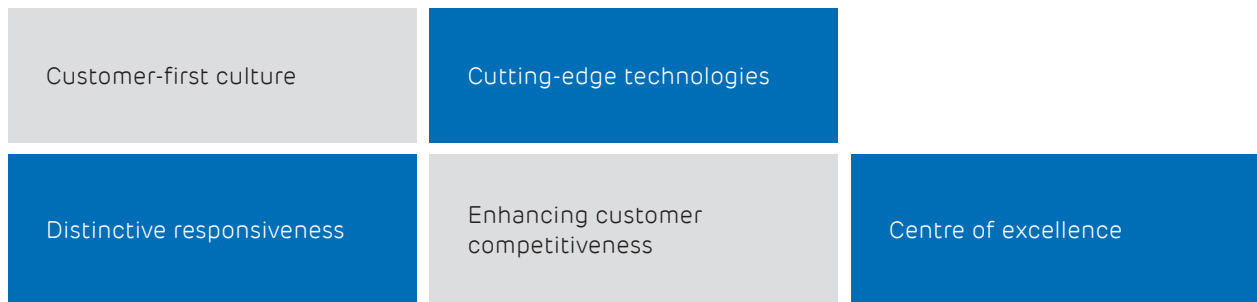 Customer-first culture
Cutting-edge technologies
Distinctive responsiveness
Enhancing customer
competitiveness
Centre of excellence